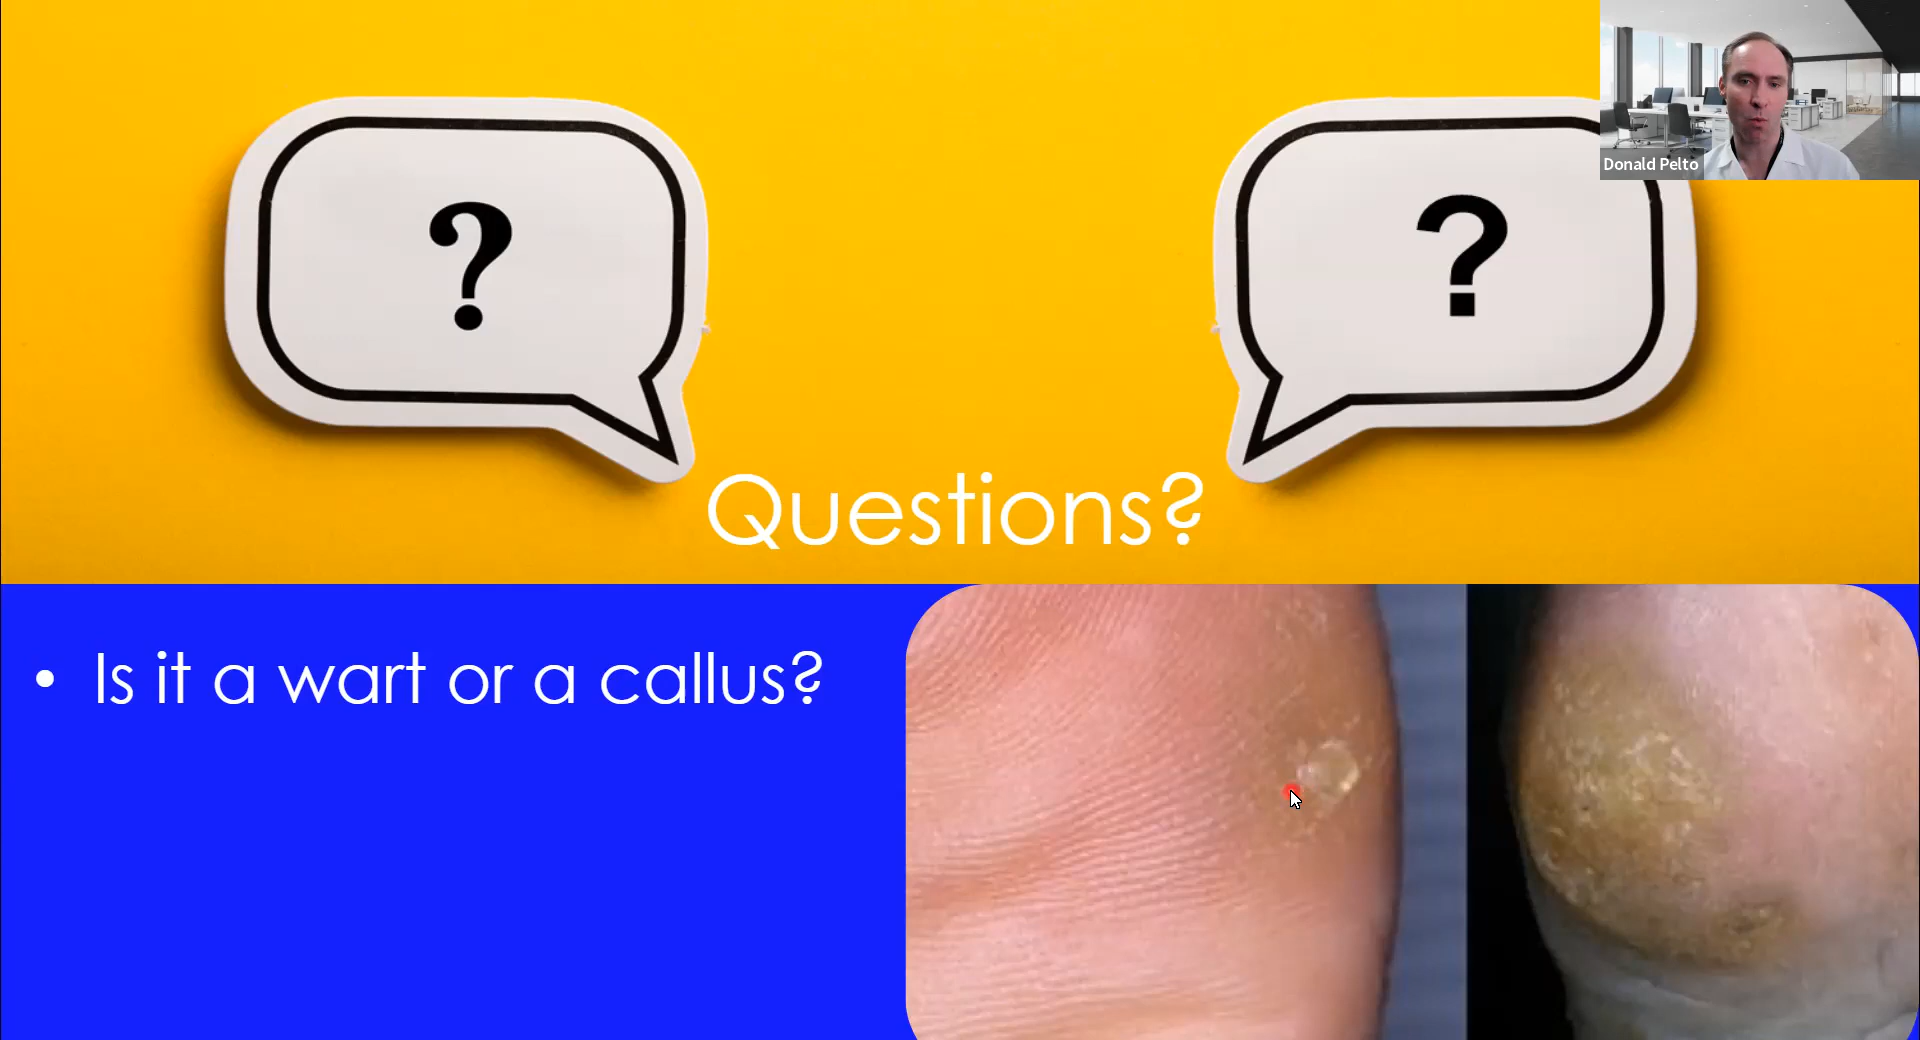 ?
?
Donald Pelto
Questions?
• Is it a wart or a callus?